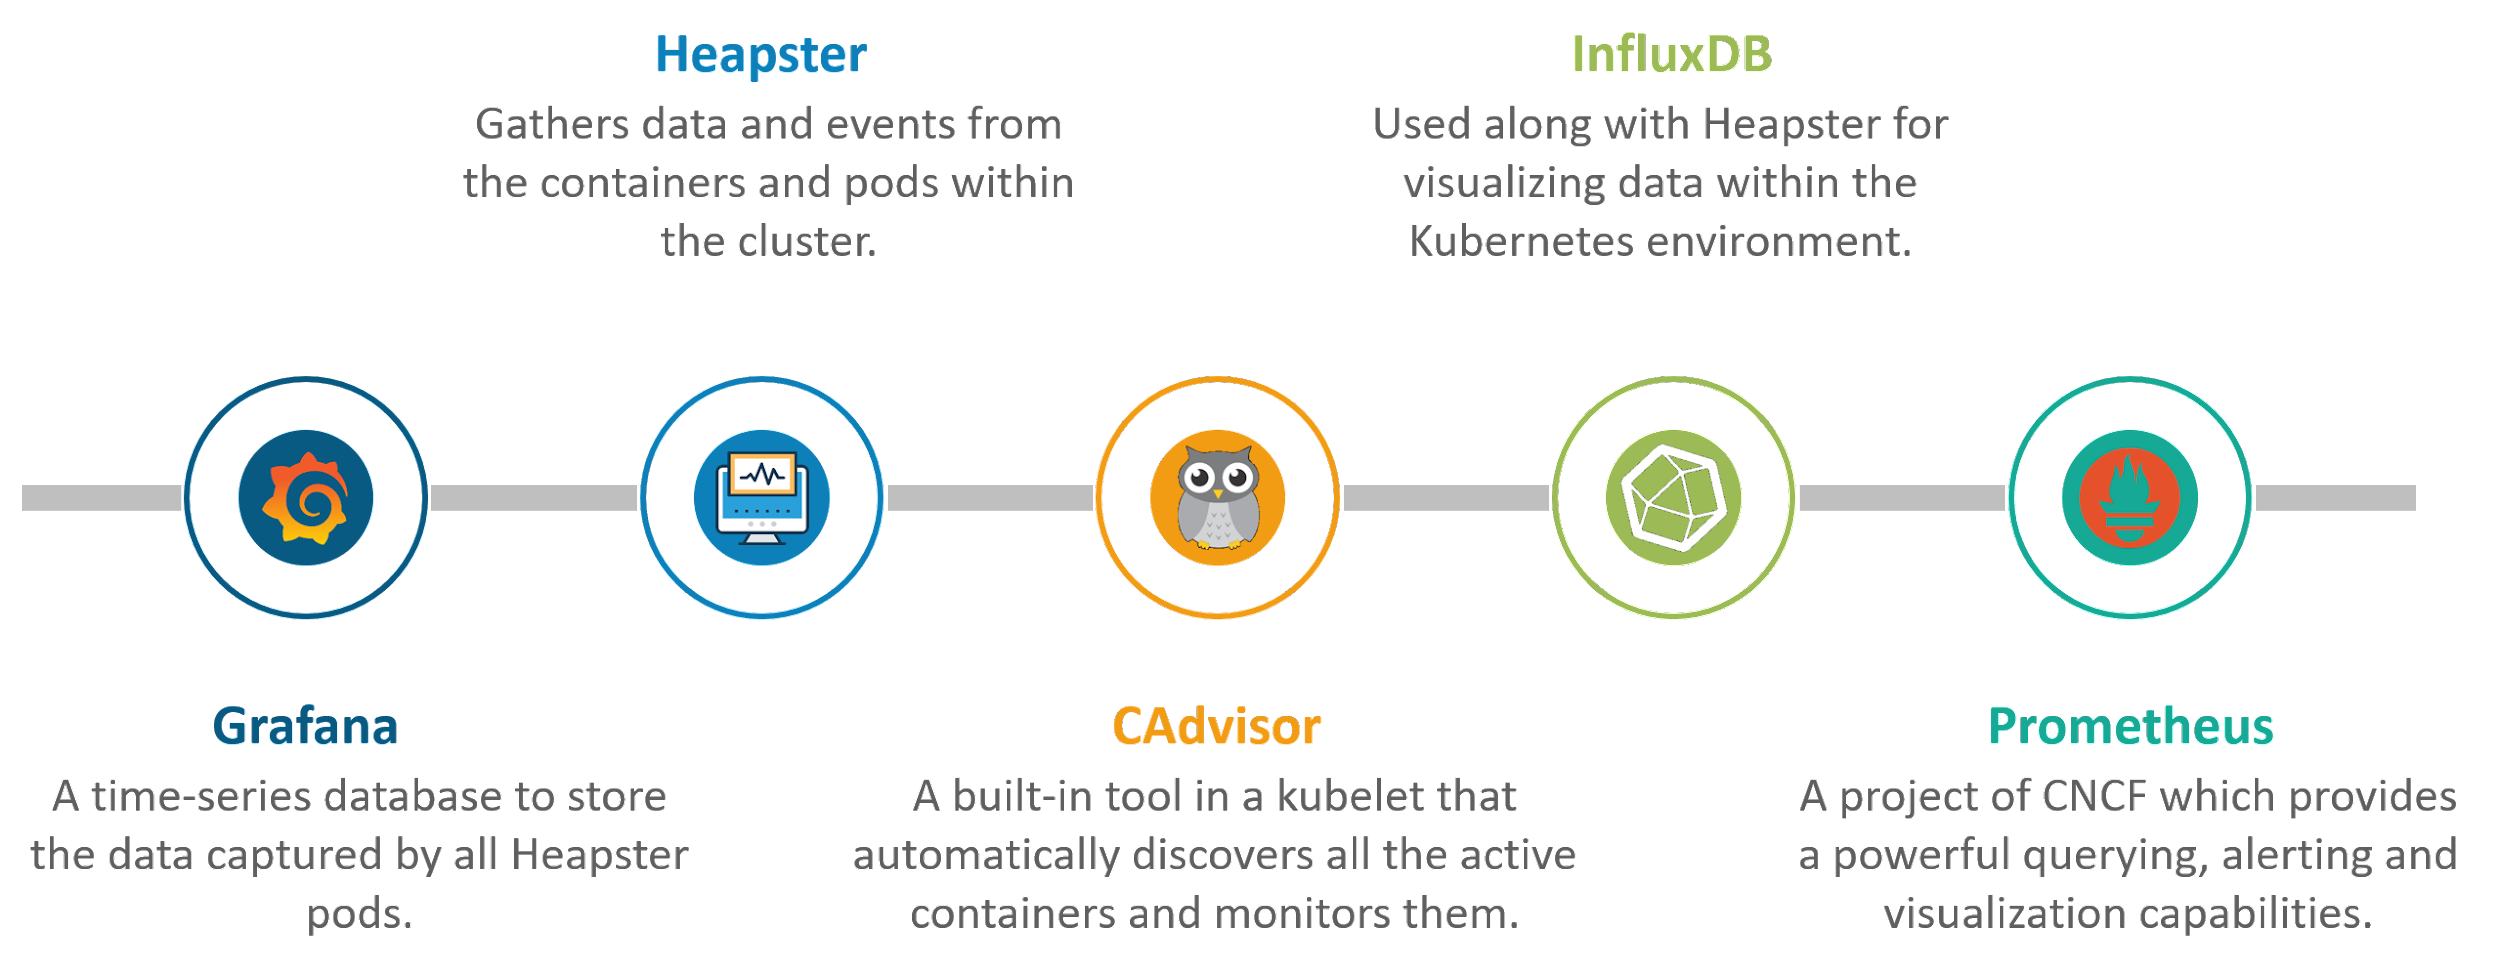 Heapster
Gathers data and events from
the containers and pods within
the cluster.
InfluxDB
Used along with Heapster for
visualizing data within the
Kubernetes environment.
Grafana
A time-series database to store
the data captured by all Heapster
pods.
CAdvisor
A built-in tool in a kubelet that
automatically discovers all the active
containers and monitors them.
Prometheus
A project of CNCF which provides
a powerful querying, alerting and
visualization capabilities.